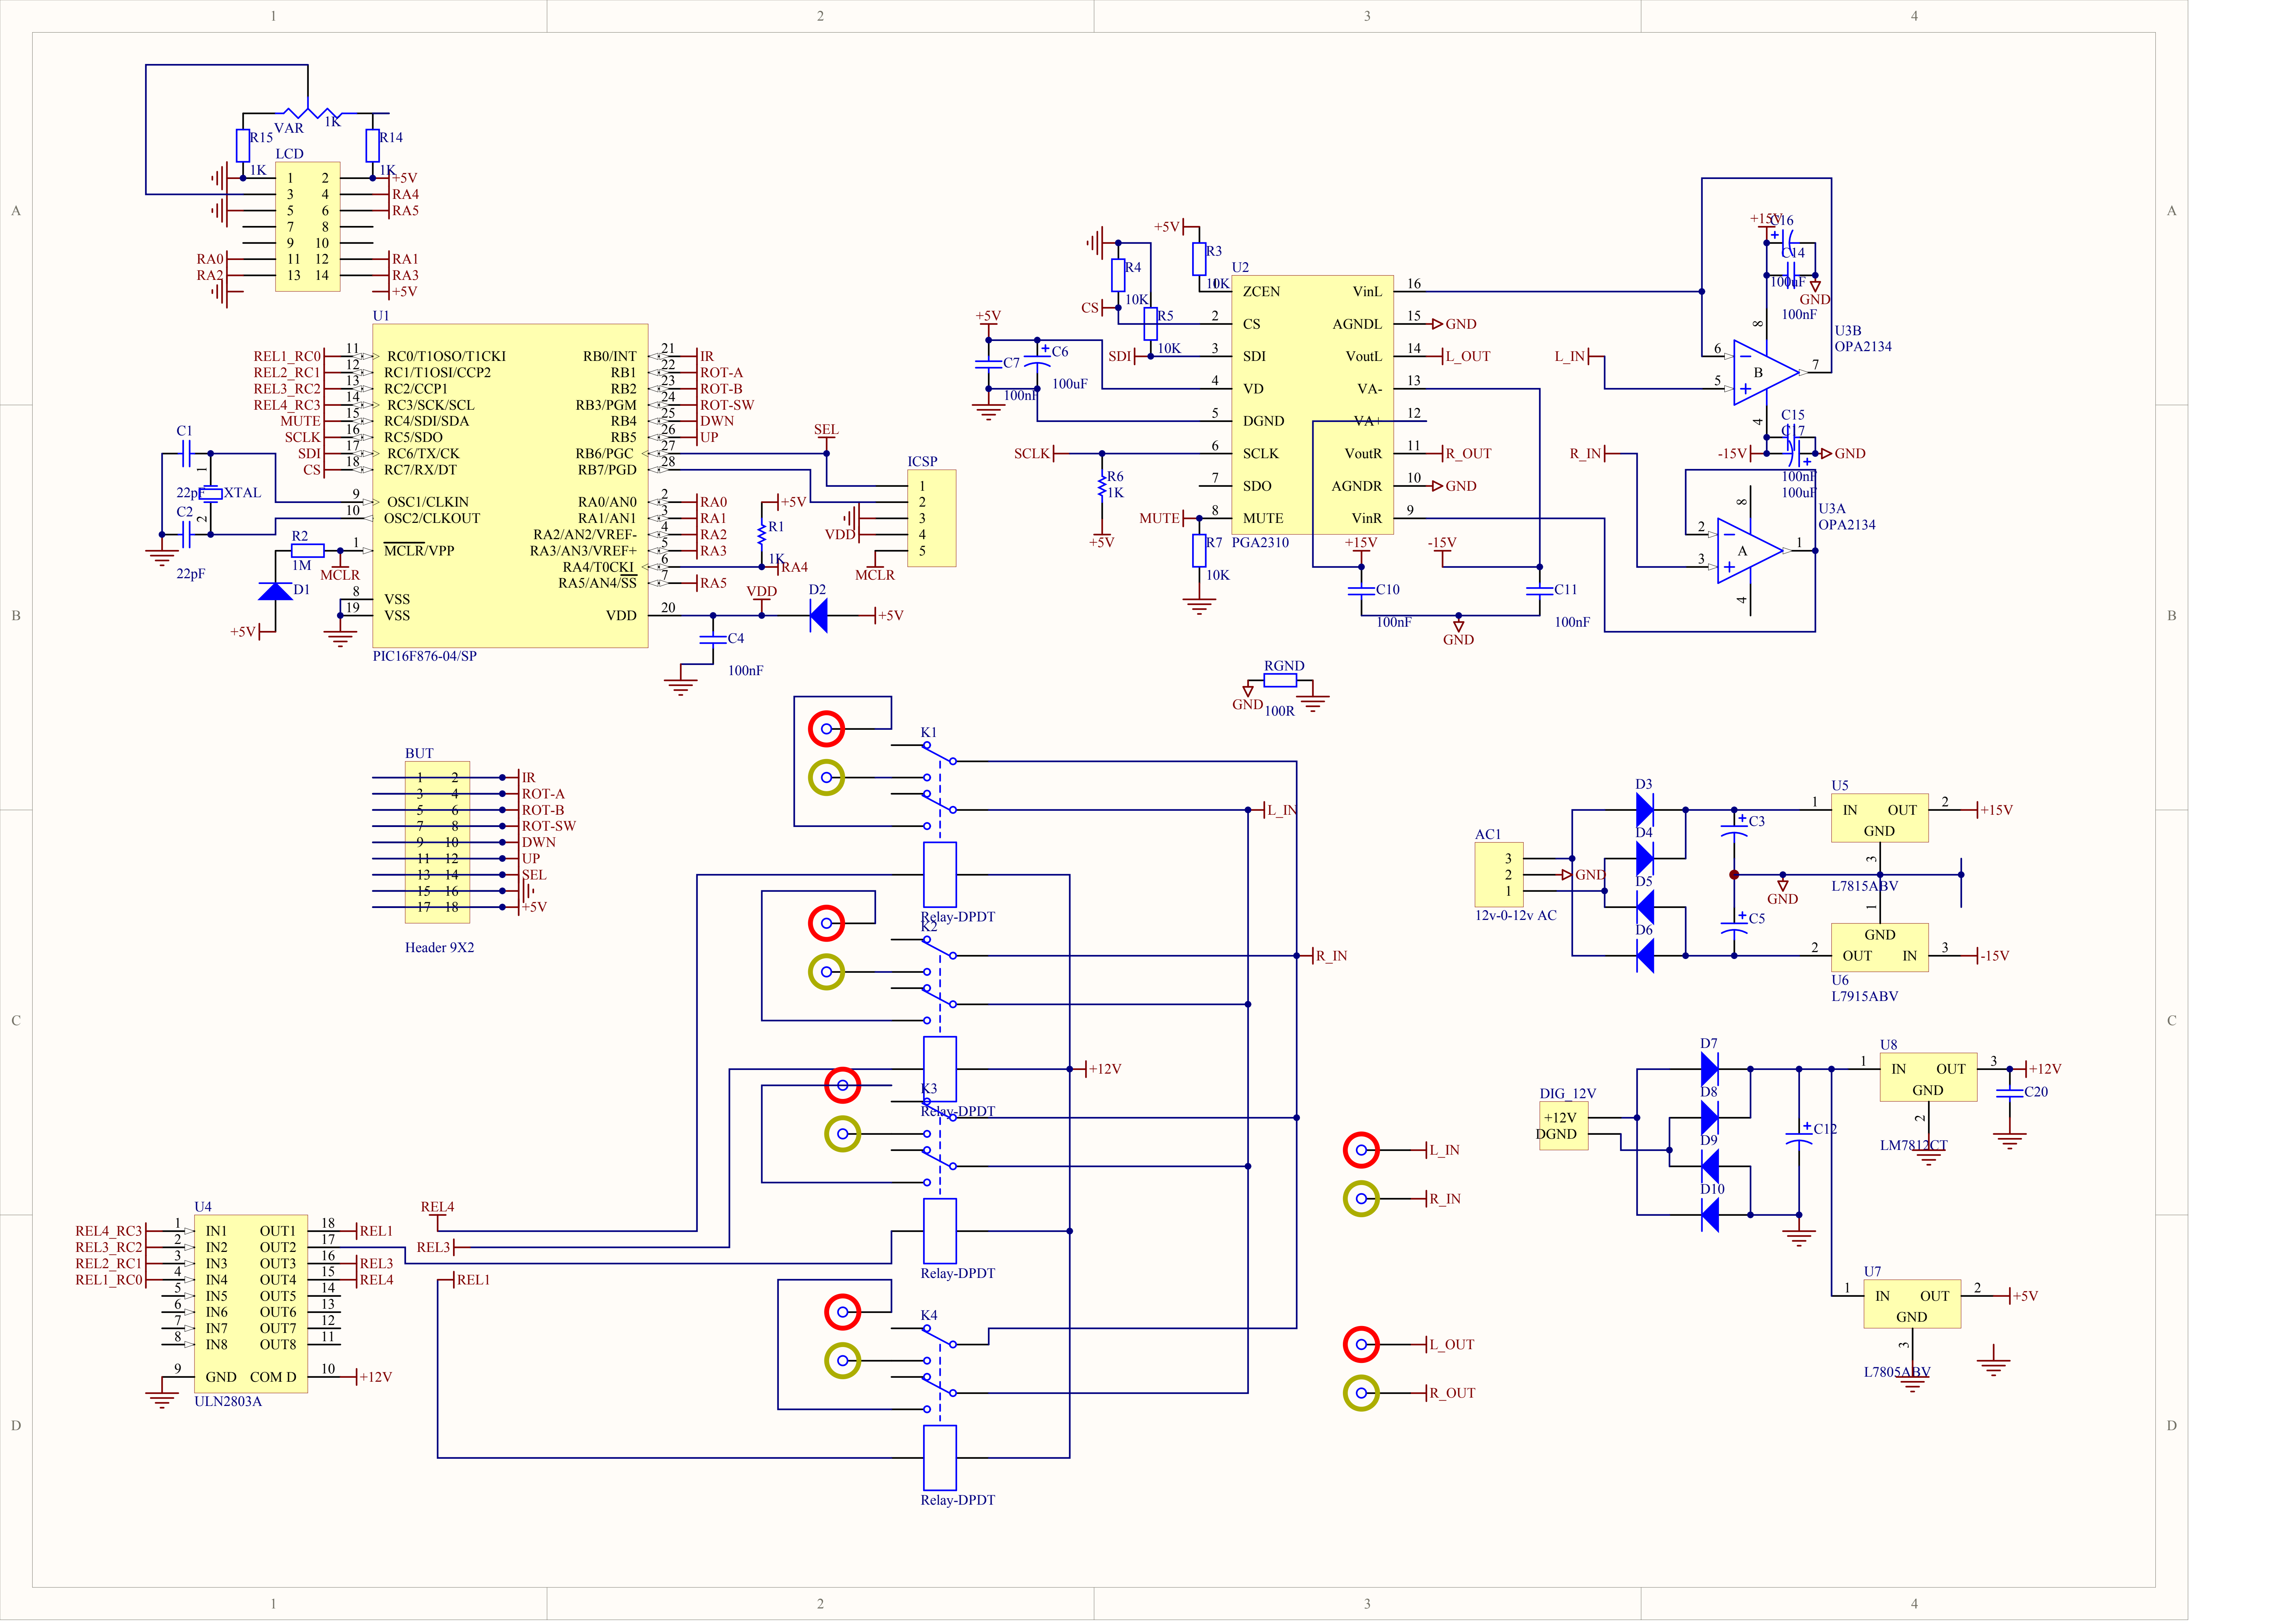 1
2
3
4
A
B
C
D
A
B
C
D
1
2
3
4
VAR
1K
R15
1K
R14
1K
LCD
1 2 +5V
3 4 RA4
5 6 RA5
7 8
9 10
RA0 11 12 RA1
RA2 13 14 RA3
+5V
U1
REL1_RC0 11 RC0/T1OSO/T1CKI
REL2_RC1 12 RC1/T1OSI/CCP2
REL3_RC2 13 RC2/CCP1
REL4_RC3 14 RC3/SCK/SCL
MUTE 15 RC4/SDI/SDA
SCLK 16 RC5/SDO
SDI 17 RC6/TX/CK
CS 18 RC7/RX/DT
9 OSC1/CLKIN
10 OSC2/CLKOUT
1 MCLR/VPP
8 VSS
19 VSS
RB0/INT 21 IR
RB1 22 ROT-A
RB2 23 ROT-B
RB3/PGM 24 ROT-SW
RB4 25 DWN
RB5 26 UP
RB6/PGC 27
RB7/PGD 28
RA0/AN0 2 RA0
RA1/AN1 3 RA1
RA2/AN2/VREF- 4 RA2
RA3/AN3/VREF+ 5 RA3
RA4/T0CKI 6 RA4
RA5/AN4/SS 7 RA5
VDD 20
PIC16F876-04/SP
C1
22pF
1
XTAL
2
C2
22pF
R2
1M
MCLR
D1
+5V
SEL
ICSP
1
2
3
VDD 4
5
MCLR
+5V
R1
1K
VDD
D2
+5V
C4
100nF
+5V
C7
100nF
C6
100uF
R4
10K
CS
R5
10K
SDI
+5V
R3
10K
U2
1 ZCEN
2 CS
3 SDI
4 VD
5 DGND
6 SCLK
7 SDO
8 MUTE
VinL 16
AGNDL 15 GND
VoutL 14 L_OUT
VA- 13
VA+ 12
VoutR 11 R_OUT
AGNDR 10 GND
VinR 9
PGA2310
SCLK
R6
1K
+5V
MUTE
R7
10K
+15V
-15V
C10
100nF
C11
100nF
GND
RGND
GND
100R
+15V
C16
C14
100uF
GND
100nF
8
U3B
OPA2134
L_IN
6
5
B
7
4
C15
C17
-15V
GND
100nF
100uF
R_IN
8
U3A
OPA2134
2
3
A
1
4
BUT
1 2 IR
3 4 ROT-A
5 6 ROT-B
7 8 ROT-SW
9 10 DWN
11 12 UP
13 14 SEL
15 16
17 18 +5V
Header 9X2
K1
L_IN
Relay-DPDT
K2
R_IN
+12V
Relay-DPDT
K3
Relay-DPDT
K4
Relay-DPDT
L_IN
R_IN
L_OUT
R_OUT
AC1
3
2 GND
1
12v-0-12v AC
D3
D4
D5
D6
C3
C5
GND
U5
1 IN OUT 2 +15V
GND
3
L7815ABV
1
GND
2 OUT IN 3 -15V
U6
L7915ABV
DIG_12V
+12V
DGND
D7
D8
D9
D10
C12
U8
1 IN OUT 3 +12V
GND
2
LM7812CT
C20
U7
1 IN OUT 2 +5V
GND
3
L7805ABV
U4
REL4_RC3 1 IN1 OUT1 18 REL1
REL3_RC2 2 IN2 OUT2 17
REL2_RC1 3 IN3 OUT3 16 REL3
REL1_RC0 4 IN4 OUT4 15 REL4
5 IN5 OUT5 14
6 IN6 OUT6 13
7 IN7 OUT7 12
8 IN8 OUT8 11
9 GND COM D 10 +12V
ULN2803A
REL4
REL3
REL1